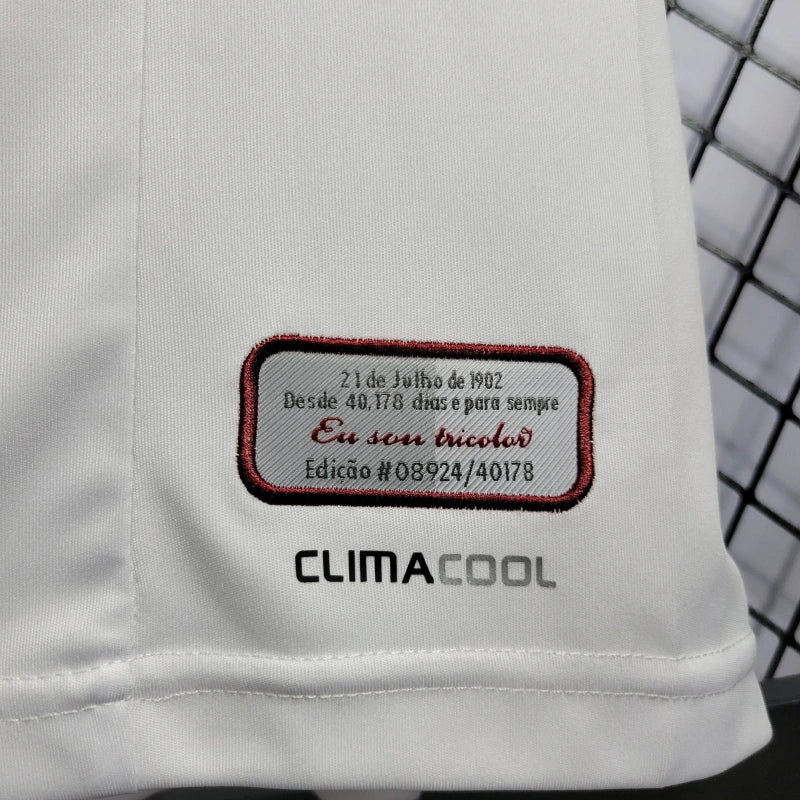 21 de Julho de 1902
Desde 40,178 dias e para sempre
Eu sou tricolor
Edição #08924/40178
CLIMACOOL